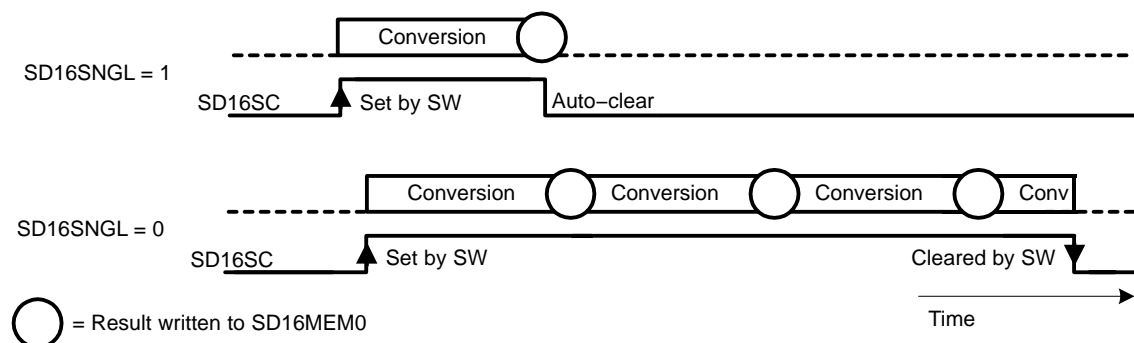 Conversion
SD16SNGL = 1
SD16SC
Set by SW
Auto−clear
Conversion
Conversion
Conversion
Conv
SD16SNGL = 0
SD16SC
Set by SW
Cleared by SW
= Result written to SD16MEM0
Time